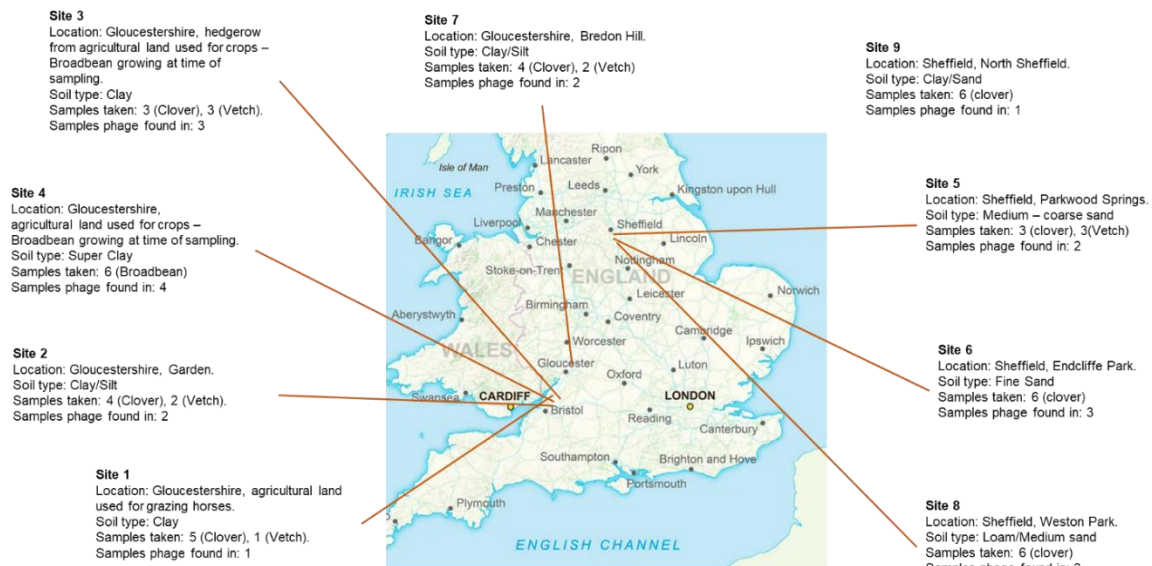 Site 3
Location: Gloucestershire, hedgerow
from agricultural land used for crops –
Broadbean growing at time of
sampling.
Soil type: Clay
Samples taken: 3 (Clover), 3 (Vetch).
Samples phage found in: 3
Site 7
Location: Gloucestershire, Bredon Hill.
Soil type: Clay/Silt
Samples taken: 4 (Clover), 2 (Vetch)
Samples phage found in: 2
Site 9
Location: Sheffield, North Sheffield.
Soil type: Clay/Sand
Samples taken: 6 (clover)
Samples phage found in: 1
Site 4
Location: Gloucestershire,
agricultural land used for crops –
Broadbean growing at time of sampling.
Soil type: Super Clay
Samples taken: 6 (Broadbean)
Samples phage found in: 4
Site 5
Location: Sheffield, Parkwood Springs.
Soil type: Medium – coarse sand
Samples taken: 3 (clover), 3(Vetch)
Samples phage found in: 2
Site 2
Location: Gloucestershire, Garden.
Soil type: Clay/Silt
Samples taken: 4 (Clover), 2 (Vetch).
Samples phage found in: 2
Site 6
Location: Sheffield, Endcliffe Park.
Soil type: Fine Sand
Samples taken: 6 (clover)
Samples phage found in: 3
Site 1
Location: Gloucestershire, agricultural land
used for grazing horses.
Soil type: Clay
Samples taken: 5 (Clover), 1 (Vetch).
Samples phage found in: 1
Site 8
Location: Sheffield, Weston Park.
Soil type: Loam/Medium sand
Samples taken: 6 (clover)
Samples phage found in:
Isle of Man
Lancaster
Ripon
York
IRISH SEA
Preston
Leeds
Kingston upon Hull
Manchester
Liverpool
Sheffield
Bangor
Chester
Lincoln
Stoke-on-Trent
Nottingham
ENGLAND
Leicester
Norwich
Birmingham
Aberystwyth
Coventry
Cambridge
WALES
Worcester
Ipswich
Gloucester
Luton
Oxford
Swansea
CARDIFF
LONDON
Bristol
Reading
Canterbury
Southampton
Brighton and Hove
Portsmouth
Plymouth
ENGLISH CHANNEL